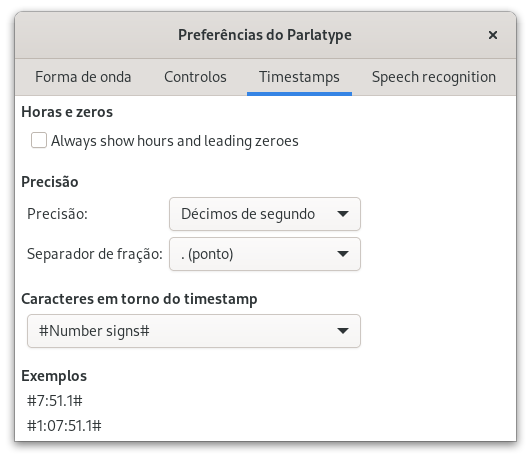 Preferências do Parlatype
Forma de onda Controlos Timestamps Speech recognition
Horas e zeros
Always show hours and leading zeroes
Precisão
Precisão: Décimos de segundo
Separador de fração: . (ponto)
Caracteres em torno do timestamp
#Number signs#
Exemplos
#7:51.1#
#1:07:51.1#